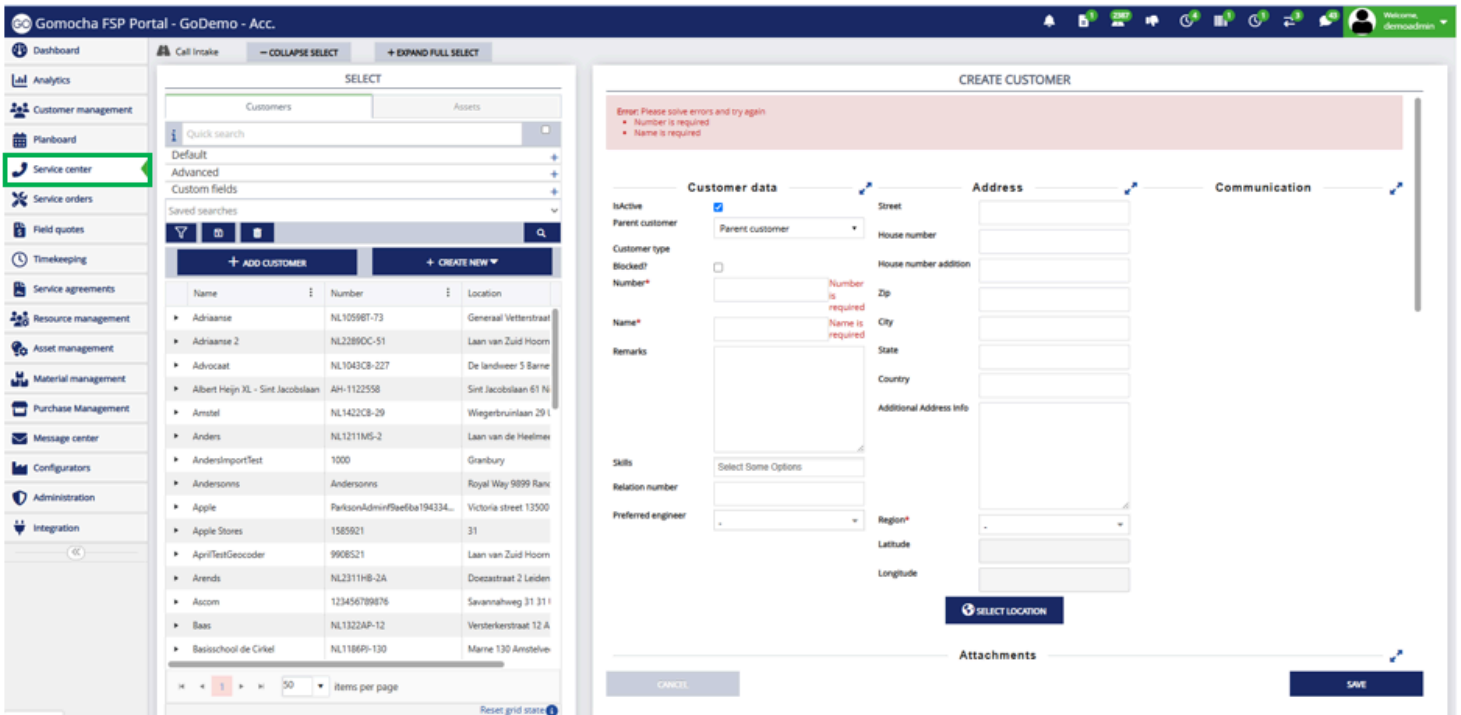 GO Gomocha FSP Portal - GoDemo - Acc.
1
2987
1
1
1
3
43
Welcome,
demoadmin
Dashboard
Analytics
Customer management
Planboard
Service center
Service orders
Field quotes
Timekeeping
Service agreements
Resource management
Asset management
Material management
Purchase Management
Message center
Configurators
Administration
Integration
Call Intake
− COLLAPSE SELECT
+ EXPAND FULL SELECT
SELECT
Customers
Assets
i Quick search
Default +
Advanced +
Custom fields +
Saved searches
+ ADD CUSTOMER
+ CREATE NEW
Name Number Location
Adriaanse NL1059BT-73 Generaal Vetterstraat
Adriaanse 2 NL2289DC-51 Laan van Zuid Hoorn
Advocaat NL1043CB-227 De landweer 5 Barne
Albert Heijn XL - Sint Jacobslaan AH-1122558 Sint Jacobslaan 61 Ni
Amstel NL1422CB-29 Wiegerbruinlaan 29 U
Anders NL1211MS-2 Laan van de Heelmee
AndersImportTest 1000 Granbury
Andersonns Andersonns Royal Way 9899 Ranc
Apple ParksonAdminf9ae6ba194334... Victoria street 13500
Apple Stores 1585921 31
AprilTestGeocoder 9908S21 Laan van Zuid Hoorn
Arends NL2311HB-2A Doezastraat 2 Leiden
Ascom 123456789876 Savannahweg 31 31
Baas NL1322AP-12 Versterkerstraat 12 A
Basisschool de Cirkel NL1186PJ-130 Marne 130 Amstelve
1
50
items per page
Reset grid state i
CREATE CUSTOMER
Error: Please solve errors and try again
• Number is required
• Name is required
Customer data
IsActive
Parent customer
Parent customer
Customer type
Blocked?
Number*
Number is required
Name*
Name is required
Remarks
Skills
Select Some Options
Relation number
Preferred engineer
-
Address
Street
House number
House number addition
Zip
City
State
Country
Additional Address Info
Region*
-
Latitude
Longitude
SELECT LOCATION
Communication
Attachments
CANCEL
SAVE